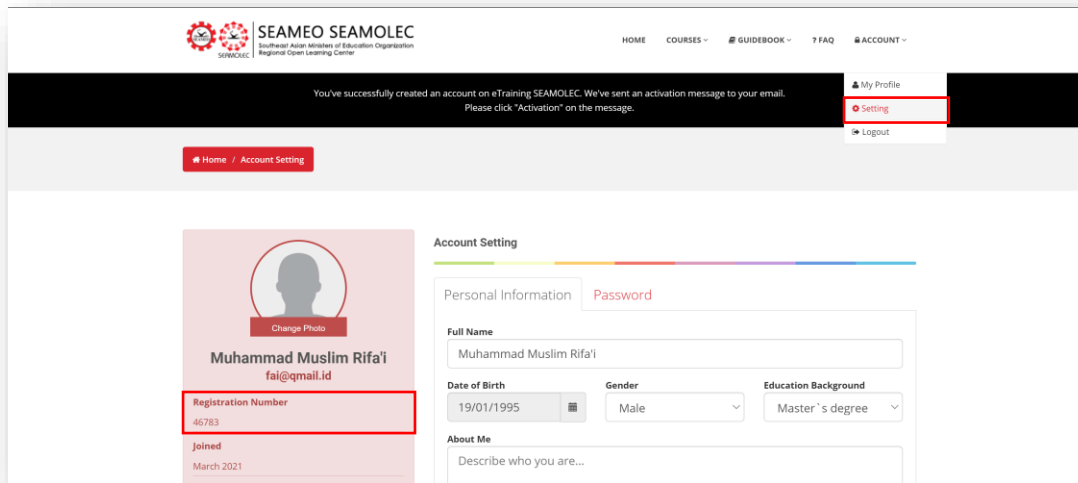 SEAMEO SEAMOLEC
Southeast Asian Ministers of Education Organization
Regional Open Learning Center
SEAMOLEC
HOME COURSES GUIDEBOOK ? FAQ ACCOUNT
My Profile
Setting
Logout
You've successfully created an account on eTraining SEAMOLEC. We've sent an activation message to your email.
Please click "Activation" on the message.
Home / Account Setting
Change Photo
Muhammad Muslim Rifa'i
fai@qmail.id
Registration Number
46783
Joined
March 2021
Account Setting
Personal Information Password
Full Name
Muhammad Muslim Rifa'i
Date of Birth Gender Education Background
19/01/1995 Male Master`s degree
About Me
Describe who you are...